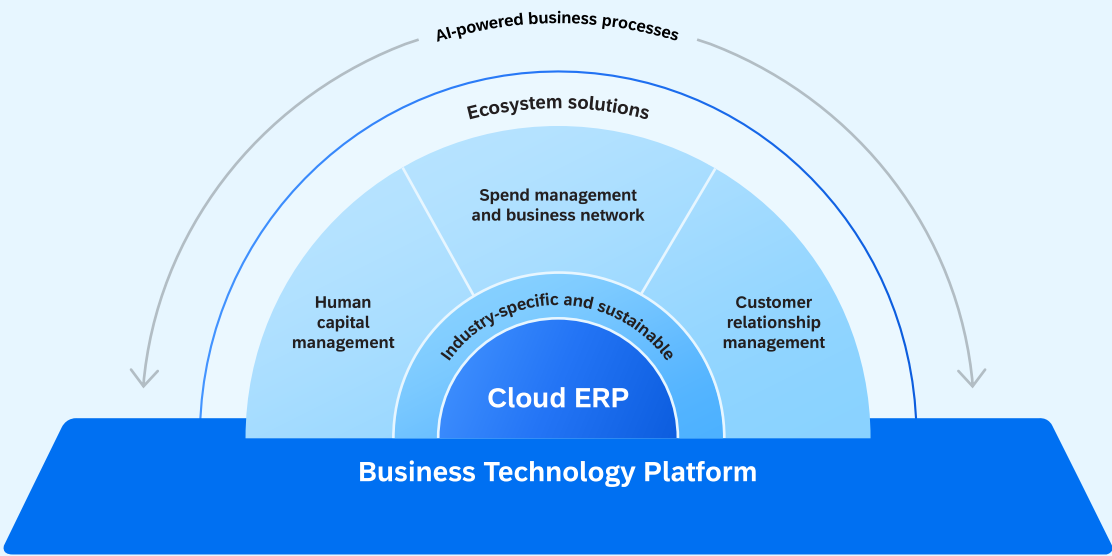 AI-powered business processes
Ecosystem solutions
Spend management
and business network
Human
capital
management
Customer
relationship
management
Industry-specific and sustainable
Cloud ERP
Business Technology Platform